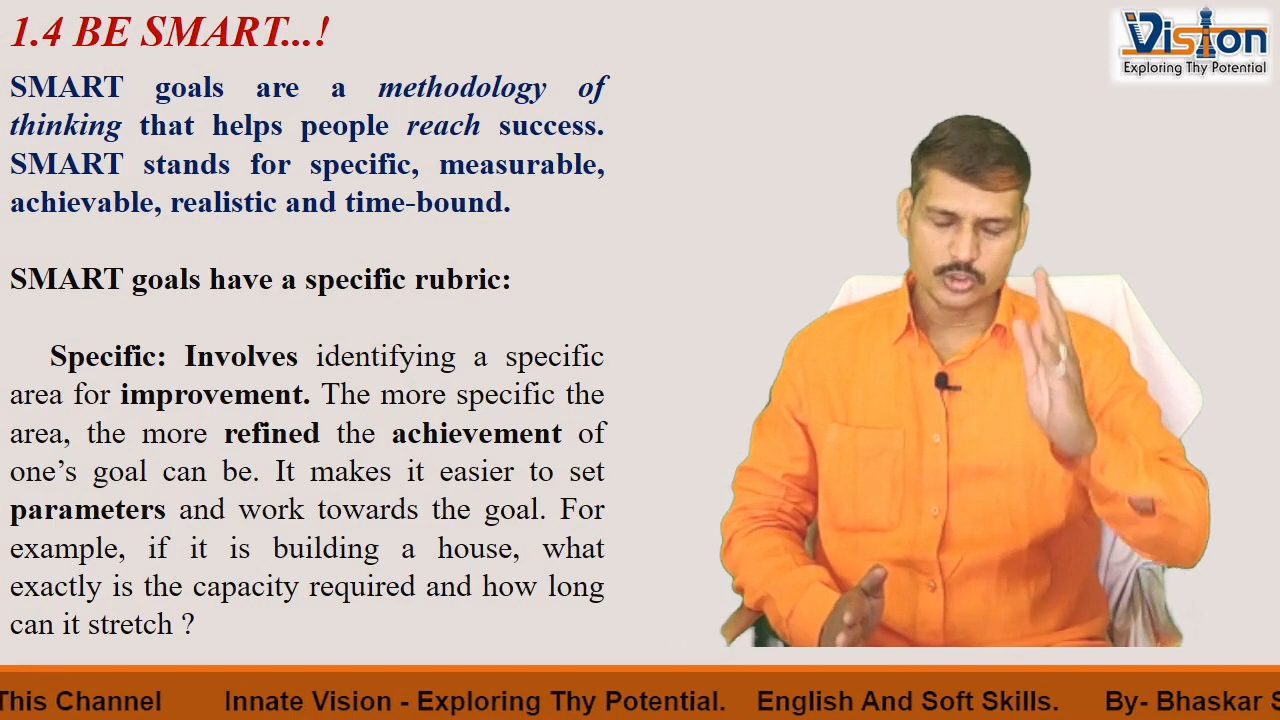 1.4 BE SMART...!
SMART goals are a methodology of
thinking that helps people reach success.
SMART stands for specific, measurable,
achievable, realistic and time-bound.
SMART goals have a specific rubric:
Specific: Involves identifying a specific
area for improvement. The more specific the
area, the more refined the achievement of
one's goal can be. It makes it easier to set
parameters and work towards the goal. For
example, if it is building a house, what
exactly is the capacity required and how long
can it stretch ?
Vision
Exploring Thy Potential
This Channel Innate Vision - Exploring Thy Potential. English And Soft Skills. By- Bhaskar S